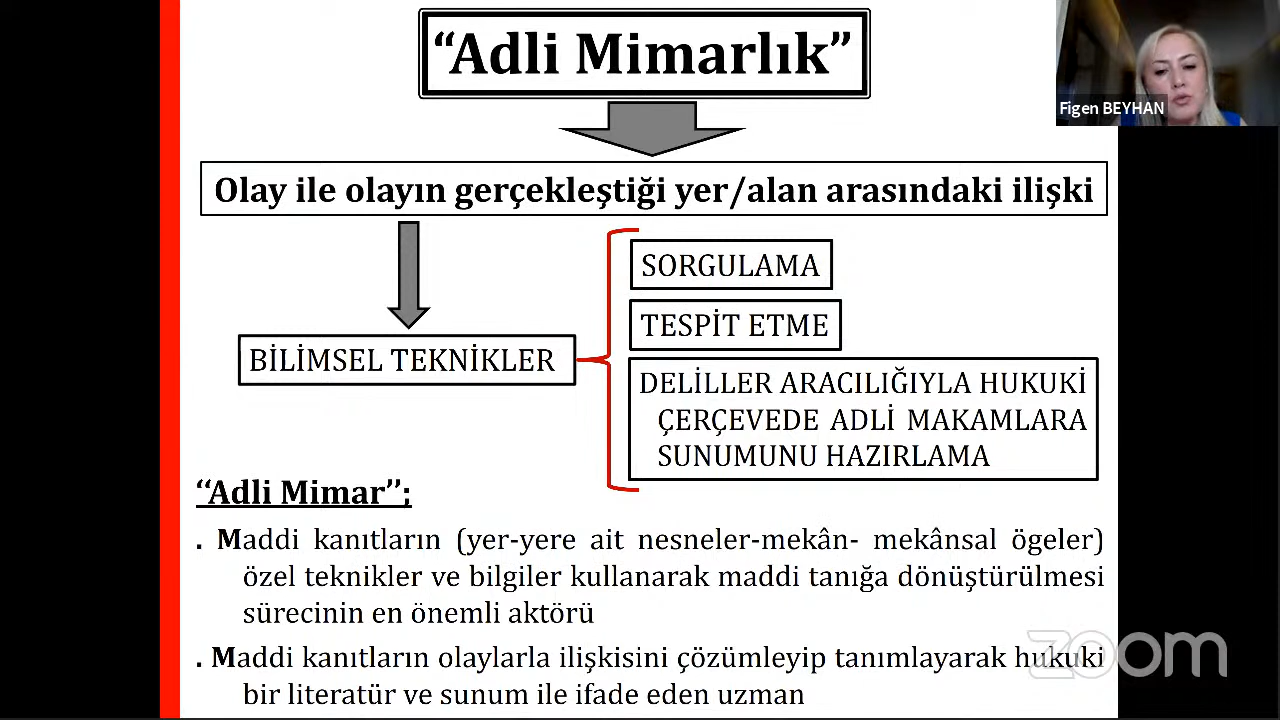 “Adli Mimarlık”
Figen BEYHAN
Olay ile olayın gerçekleştiği yer/alan arasındaki ilişki
SORGULAMA
TESPİT ETME
BİLİMSEL TEKNİKLER
DELİLLER ARACILIĞIYLA HUKUKİ
ÇERÇEVEDE ADLİ MAKAMLARA
SUNUMUNU HAZIRLAMA
‘‘Adli Mimar’’;
. Maddi kanıtların (yer-yere ait nesneler-mekân- mekânsal ögeler)
özel teknikler ve bilgiler kullanarak maddi tanığa dönüştürülmesi
sürecinin en önemli aktörü
. Maddi kanıtların olaylarla ilişkisini çözümleyip tanımlayarak hukuki
bir literatür ve sunum ile ifade eden uzman
zoom